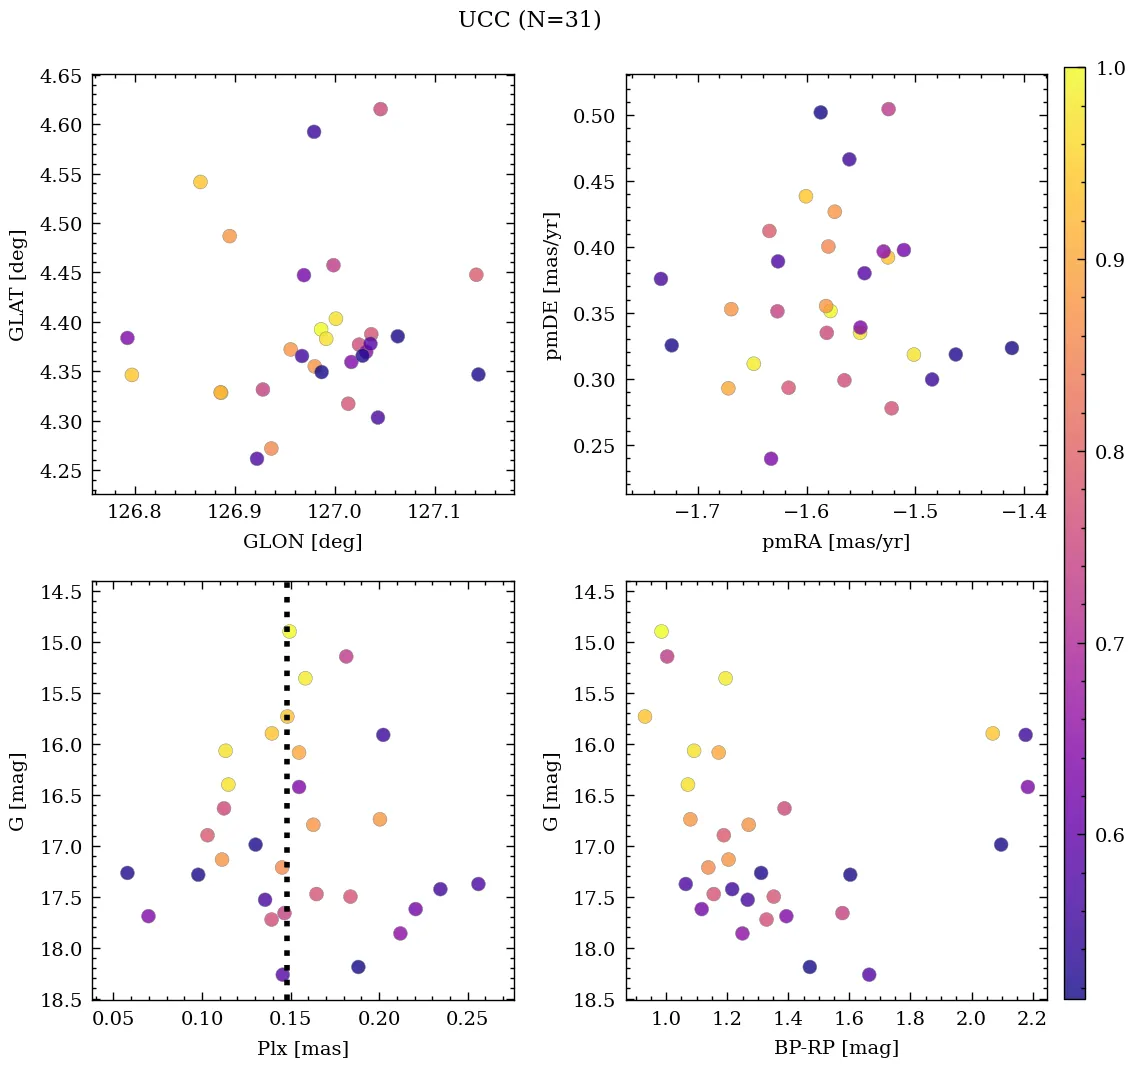 UCC (N=31)
4.65
4.60
4.55
4.50
4.45
4.40
4.35
4.30
4.25
GLAT [deg]
126.8 126.9 127.0 127.1
GLON [deg]
0.50
0.45
0.40
0.35
0.30
0.25
pmDE [mas/yr]
−1.7 −1.6 −1.5 −1.4
pmRA [mas/yr]
1.0
0.9
0.8
0.7
0.6
14.5
15.0
15.5
16.0
16.5
17.0
17.5
18.0
18.5
G [mag]
0.05 0.10 0.15 0.20 0.25
Plx [mas]
14.5
15.0
15.5
16.0
16.5
17.0
17.5
18.0
18.5
G [mag]
1.0 1.2 1.4 1.6 1.8 2.0 2.2
BP-RP [mag]